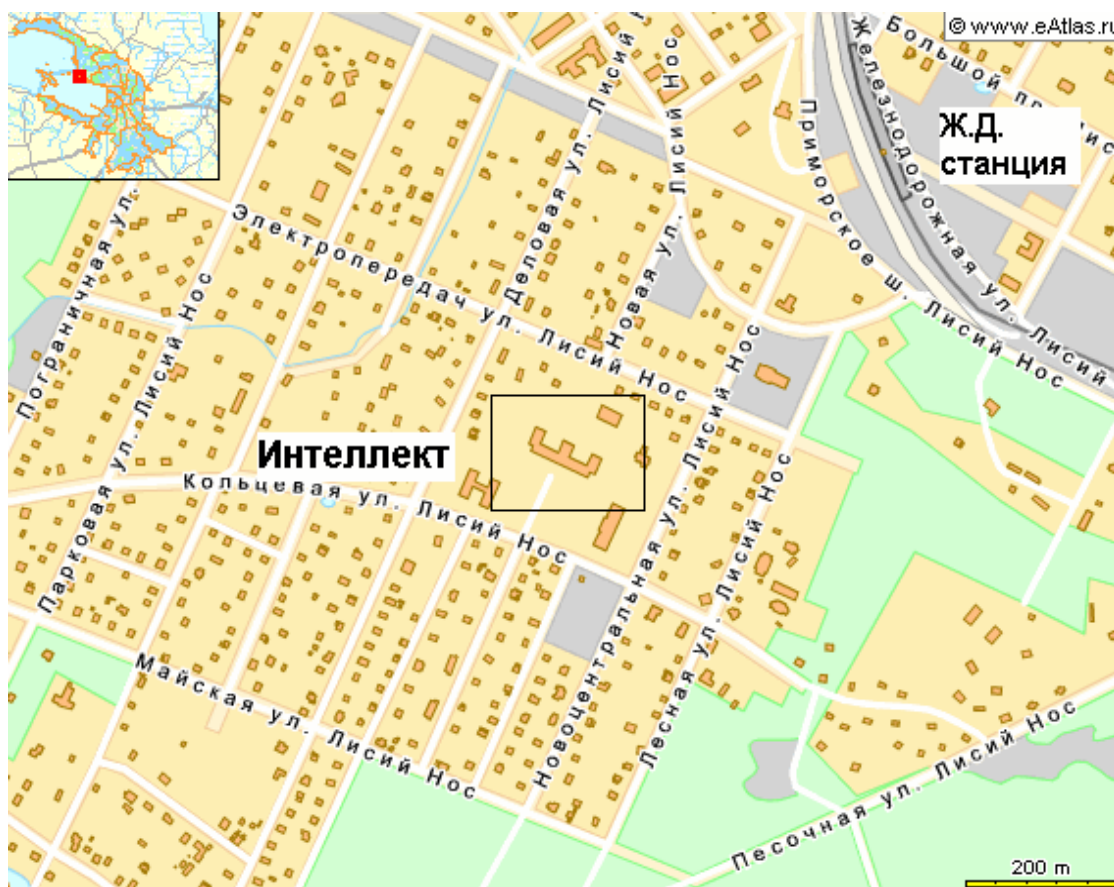 © www.eAtlas.ru
Большой п
Железнодорожная ул. Лисий
Ж.Д.
станция
Приморское ш. Лисий Нос
ул. Лисий Нос
Деловая ул. Лисий
Новая ул. Лисий Нос
Электропередач ул. Лисий Нос
Пограничная ул.
Парковая ул. Лисий Нос
Интеллект
Кольцевая ул. Лисий Нос
Новоцентральная ул. Лисий Нос
Лесная ул. Лисий Нос
Майская ул. Лисий Нос
Песочная ул. Лисий Нос
200 m